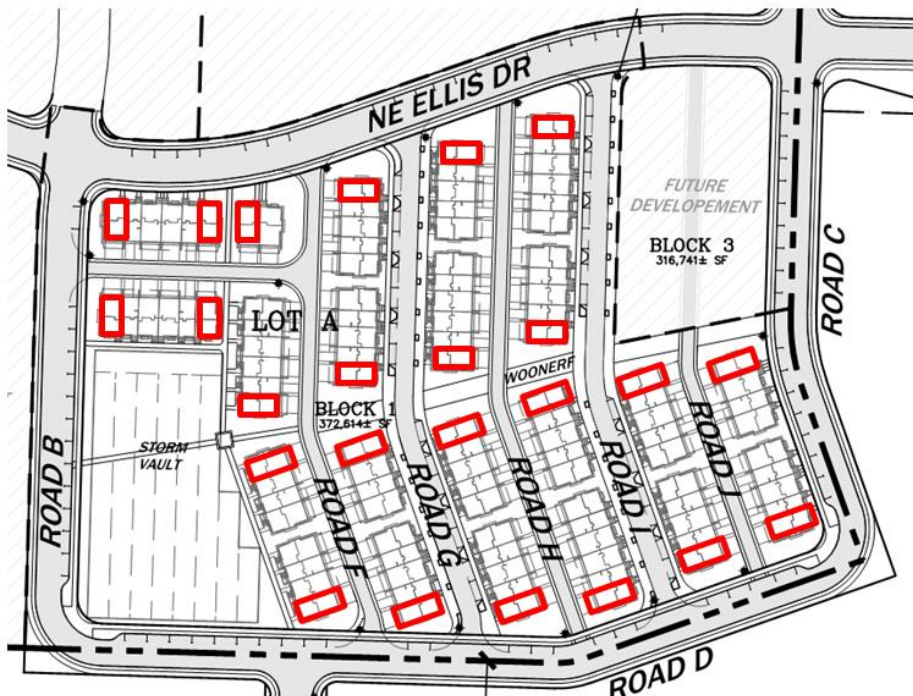 NE ELLIS DR
FUTURE
DEVELOPEMENT
BLOCK 3
316,741± SF
ROAD C
LOT A
WOONERF
BLOCK 1
372,614± SF
STORM
VAULT
ROAD B
ROAD F
ROAD G
ROAD H
ROAD I
ROAD J
ROAD D